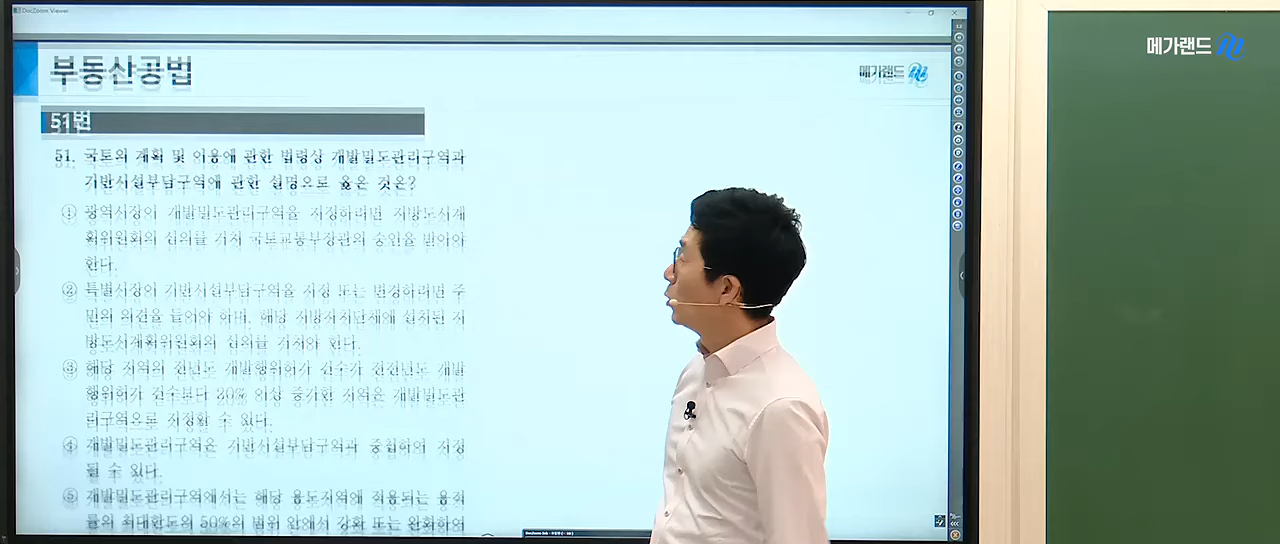 DocZoom Viewer
메가랜드
부동산공법
메가랜드
51번
51. 국토의 계획 및 이용에 관한 법령상 개발밀도관리구역과
기반시설부담구역에 관한 설명으로 옳은 것은?
① 광역시장이 개발밀도관리구역을 지정하려면 지방도시계
획위원회의 심의를 거쳐 국토교통부장관의 승인을 받아야
한다.
② 특별시장이 기반시설부담구역을 지정 또는 변경하려면 주
민의 의견을 들어야 하며, 해당 지방자치단체에 설치된 지
방도시계획위원회의 심의를 거쳐야 한다.
③ 해당 지역의 전년도 개발행위허가 건수가 전전년도 개발
행위허가 건수보다 20% 이상 증가한 지역은 개발밀도관
리구역으로 지정할 수 있다.
④ 개발밀도관리구역은 기반시설부담구역과 중첩하여 지정
될 수 있다.
⑤ 개발밀도관리구역에서는 해당 용도지역에 적용되는 용적
률의 최대한도의 50%의 범위 안에서 강화 또는 완화하여